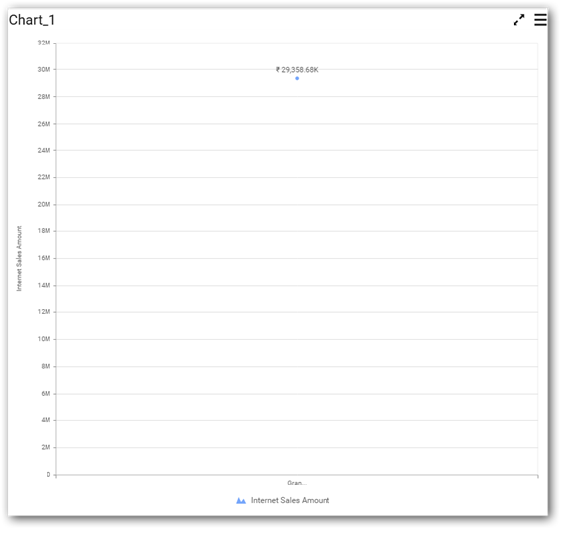 Chart_1
32M
₹ 29,358.68K
30M
28M
26M
24M
22M
20M
18M
16M
14M
12M
10M
8M
6M
4M
2M
0
Internet Sales Amount
Gran...
Internet Sales Amount